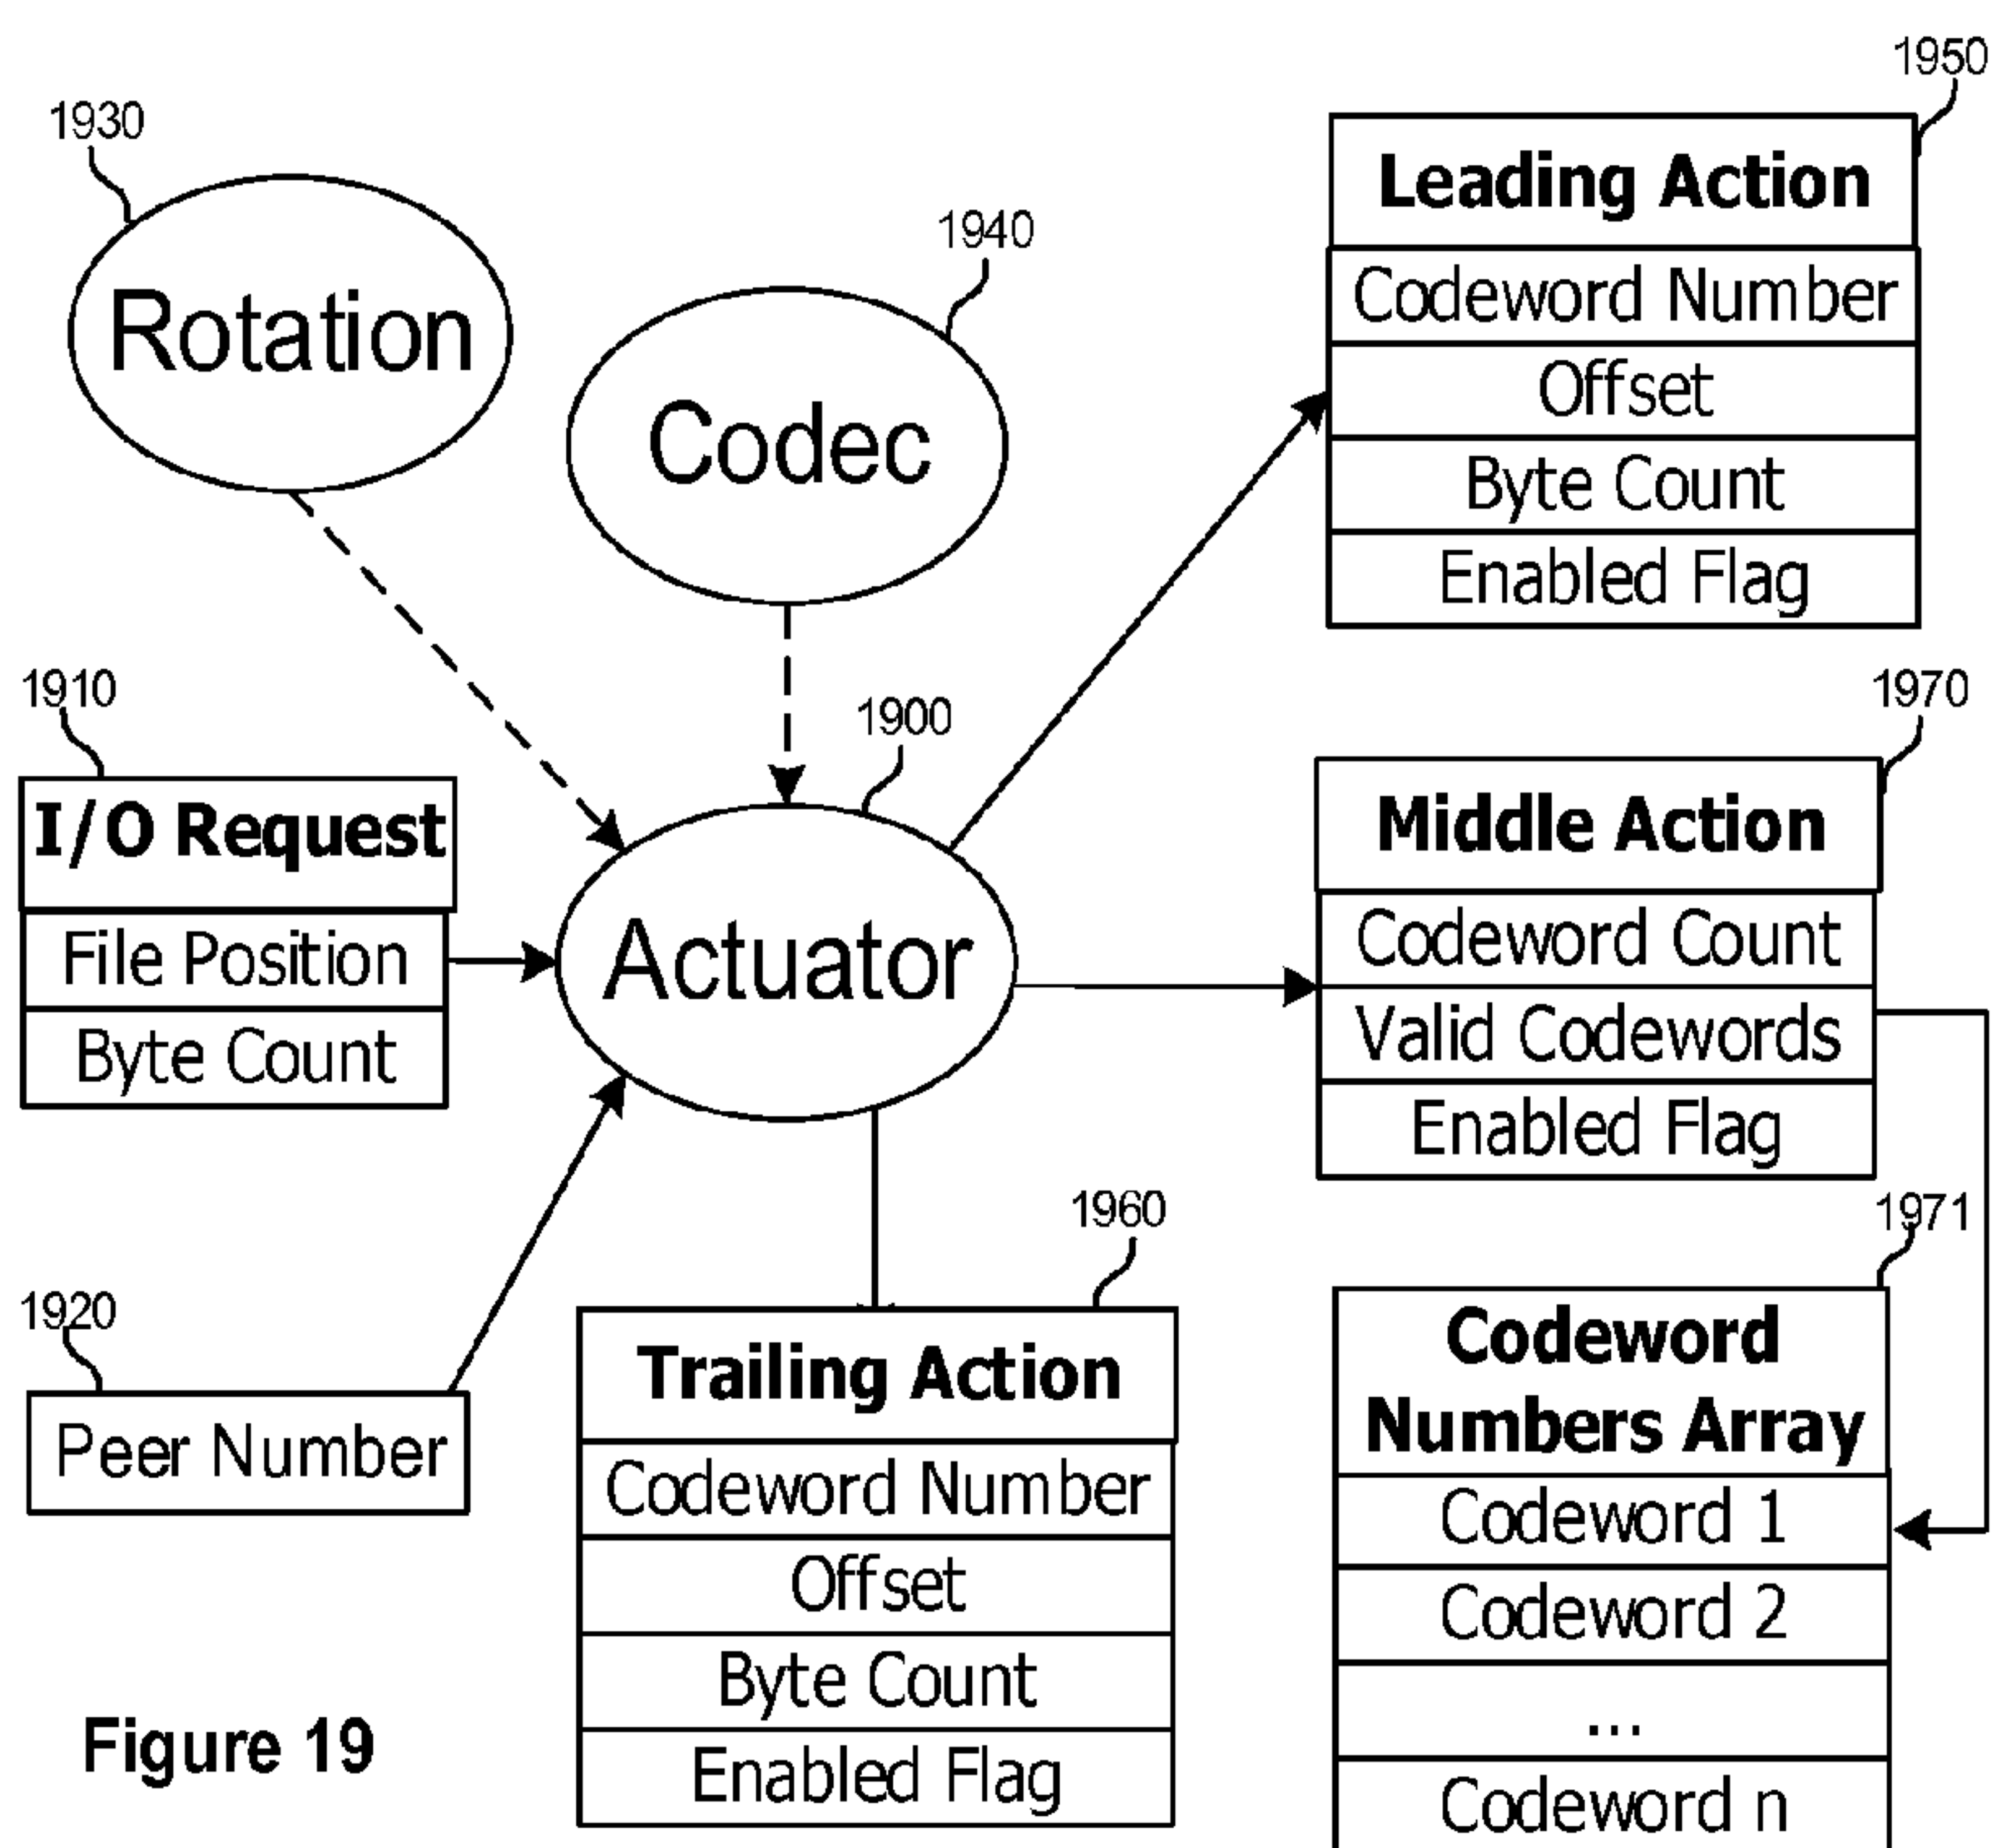 1950
1930
Leading Action
1940
Codeword Number
Rotation
Offset
Codec
Byte Count
Enabled Flag
1910
1970
1900
I/O Request
Middle Action
File Position
Actuator
Codeword Count
Byte Count
Valid Codewords
Enabled Flag
1960
1971
1920
Codeword
Numbers Array
Trailing Action
Peer Number
Codeword Number
Codeword 1
Offset
Codeword 2
Byte Count
...
Figure 19
Enabled Flag
Codeword n